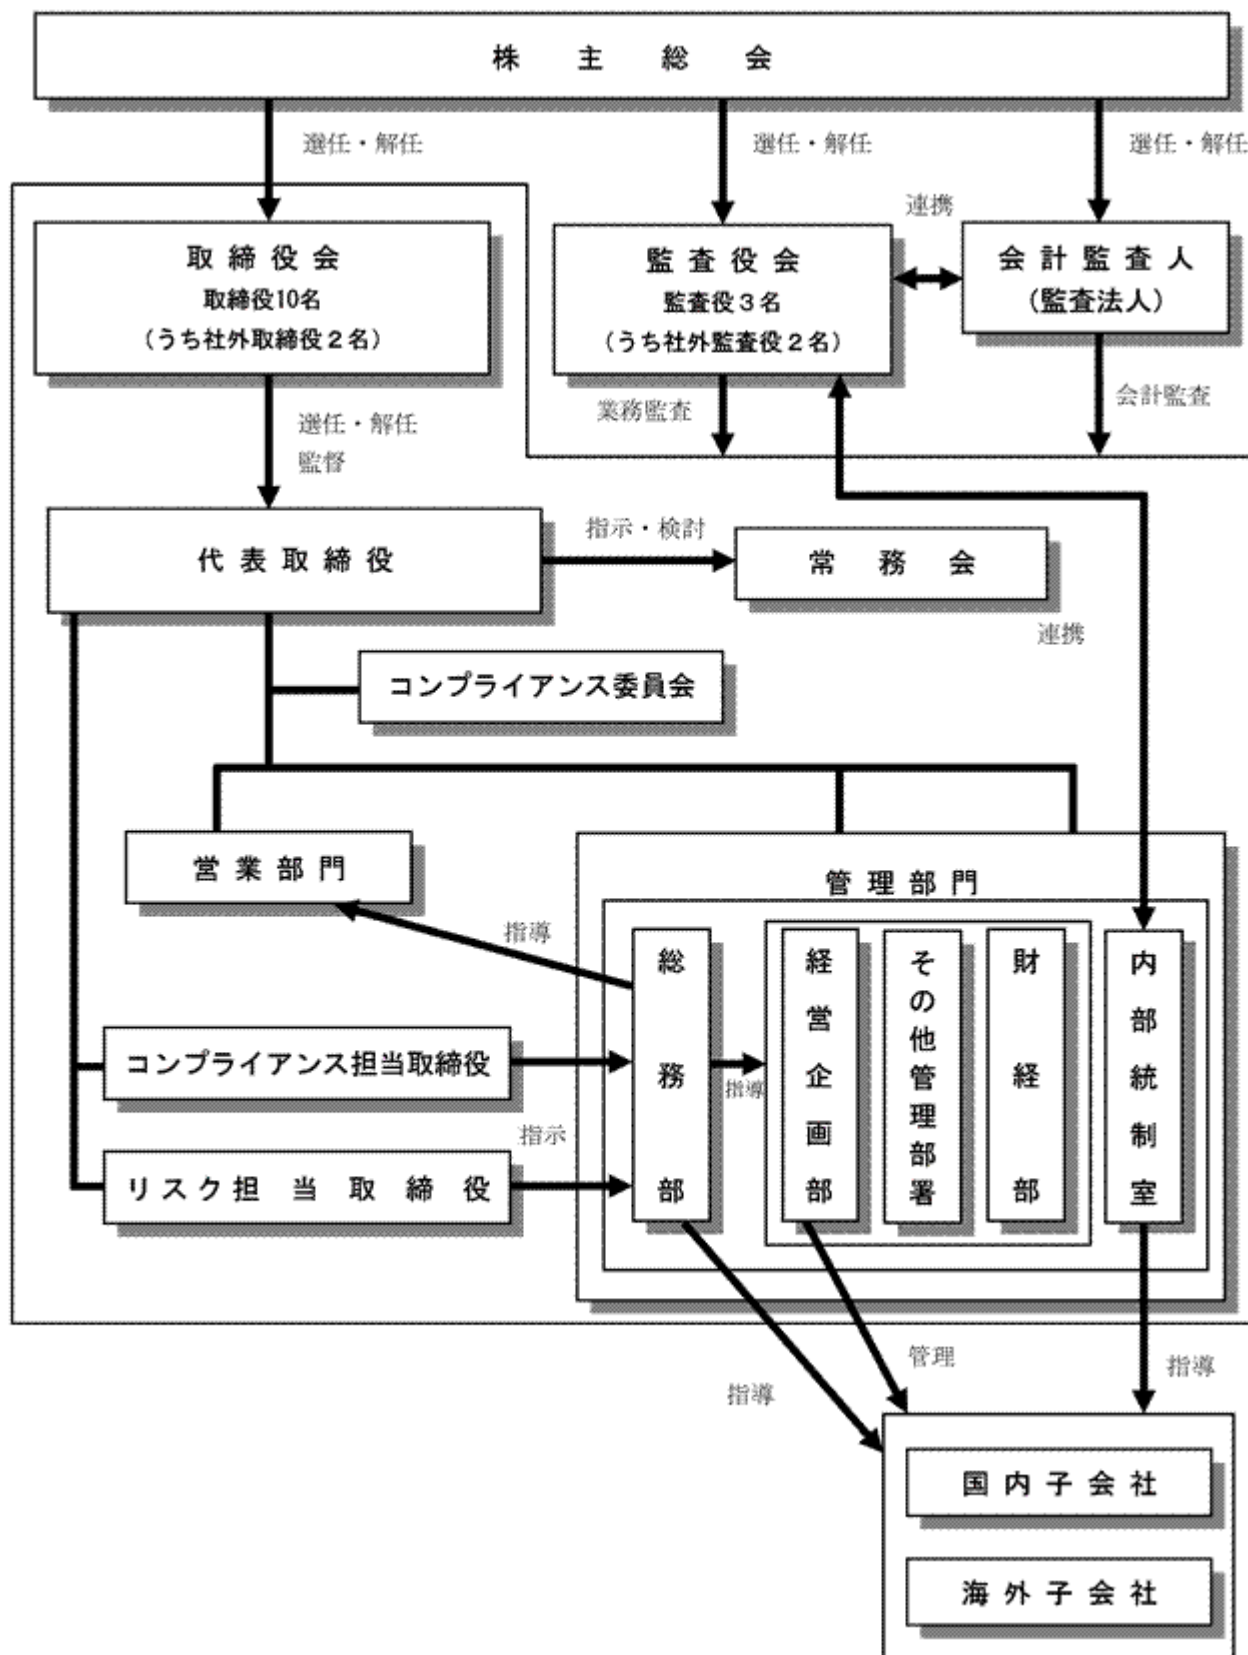 株主総会
選任・解任
選任・解任
選任・解任
取締役会
取締役10名
（うち社外取締役２名）
監査役会
監査役３名
（うち社外監査役２名）
連携
会計監査人
（監査法人）
選任・解任
監督
業務監査
会計監査
代表取締役
指示・検討
常務会
連携
コンプライアンス委員会
営業部門
管理部門
指導
総務部
経営企画部
その他管理部署
財経部
内部統制室
コンプライアンス担当取締役
指導
指示
リスク担当取締役
指導
管理
指導
国内子会社
海外子会社